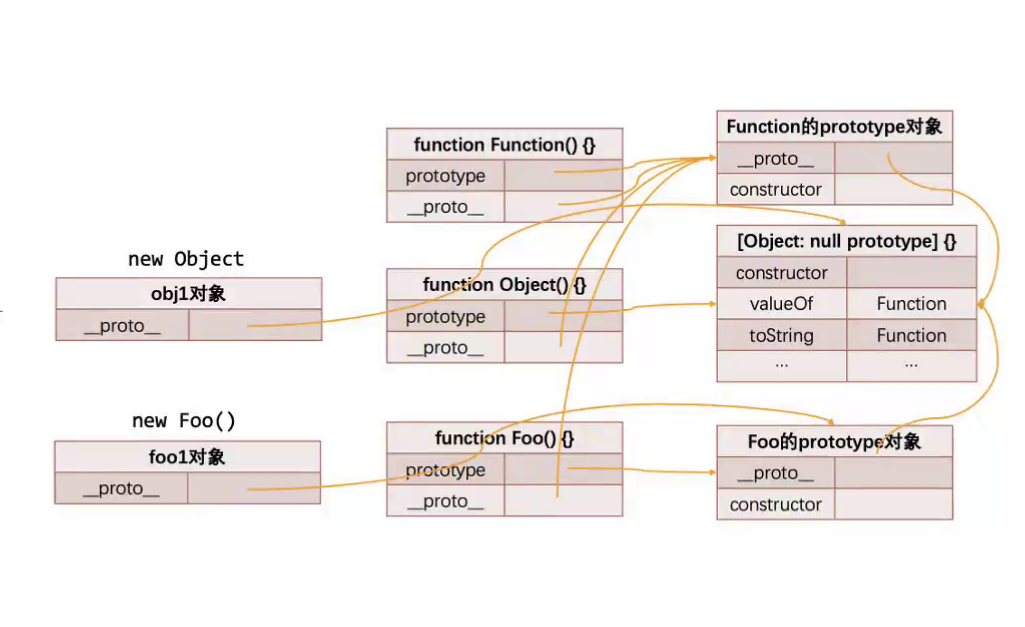 new Object
obj1对象
__proto__
new Foo()
foo1对象
__proto__
function Function() {}
prototype
__proto__
function Object() {}
prototype
__proto__
function Foo() {}
prototype
__proto__
Function的prototype对象
__proto__
constructor
[Object: null prototype] {}
constructor
valueOf Function
toString Function
... ...
Foo的prototype对象
__proto__
constructor